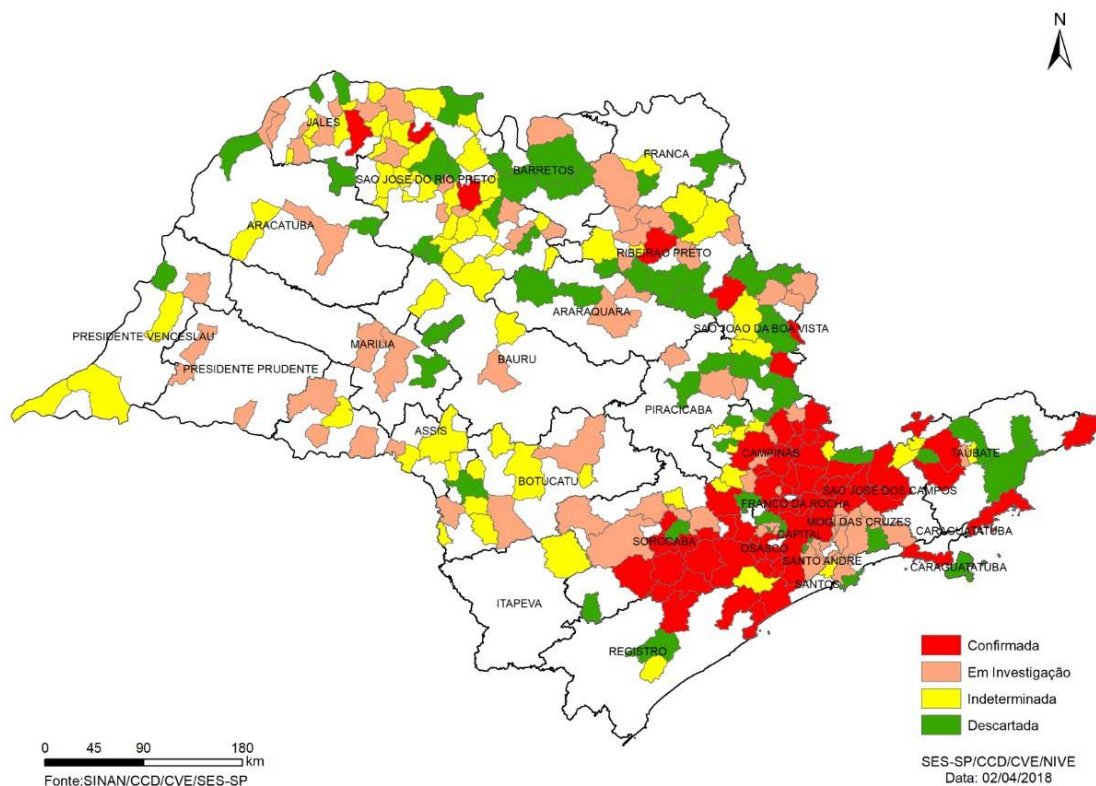 N
JALES
FRANCA
BARRETOS
SAO JOSE DO RIO PRETO
ARACATUBA
RIBEIRAO PRETO
ARARAQUARA
SAO JOAO DA BOA VISTA
PRESIDENTE VENCESLAU
MARILIA
BAURU
PRESIDENTE PRUDENTE
PIRACICABA
ASSIS
CAMPINAS
TAUBATE
BOTUCATU
SAO JOSE DOS CAMPOS
FRANCO DA ROCHA
MOGI DAS CRUZES
CAPITAL
CARAGUATATUBA
SOROCABA
OSASCO
SANTO ANDRE
CARAGUATATUBA
SANTOS
ITAPEVA
REGISTRO
Confirmada
Em Investigação
Indeterminada
Descartada
0 45 90 180
km
Fonte:SINAN/CCD/CVE/SES-SP
SES-SP/CCD/CVE/NIVE
Data: 02/04/2018